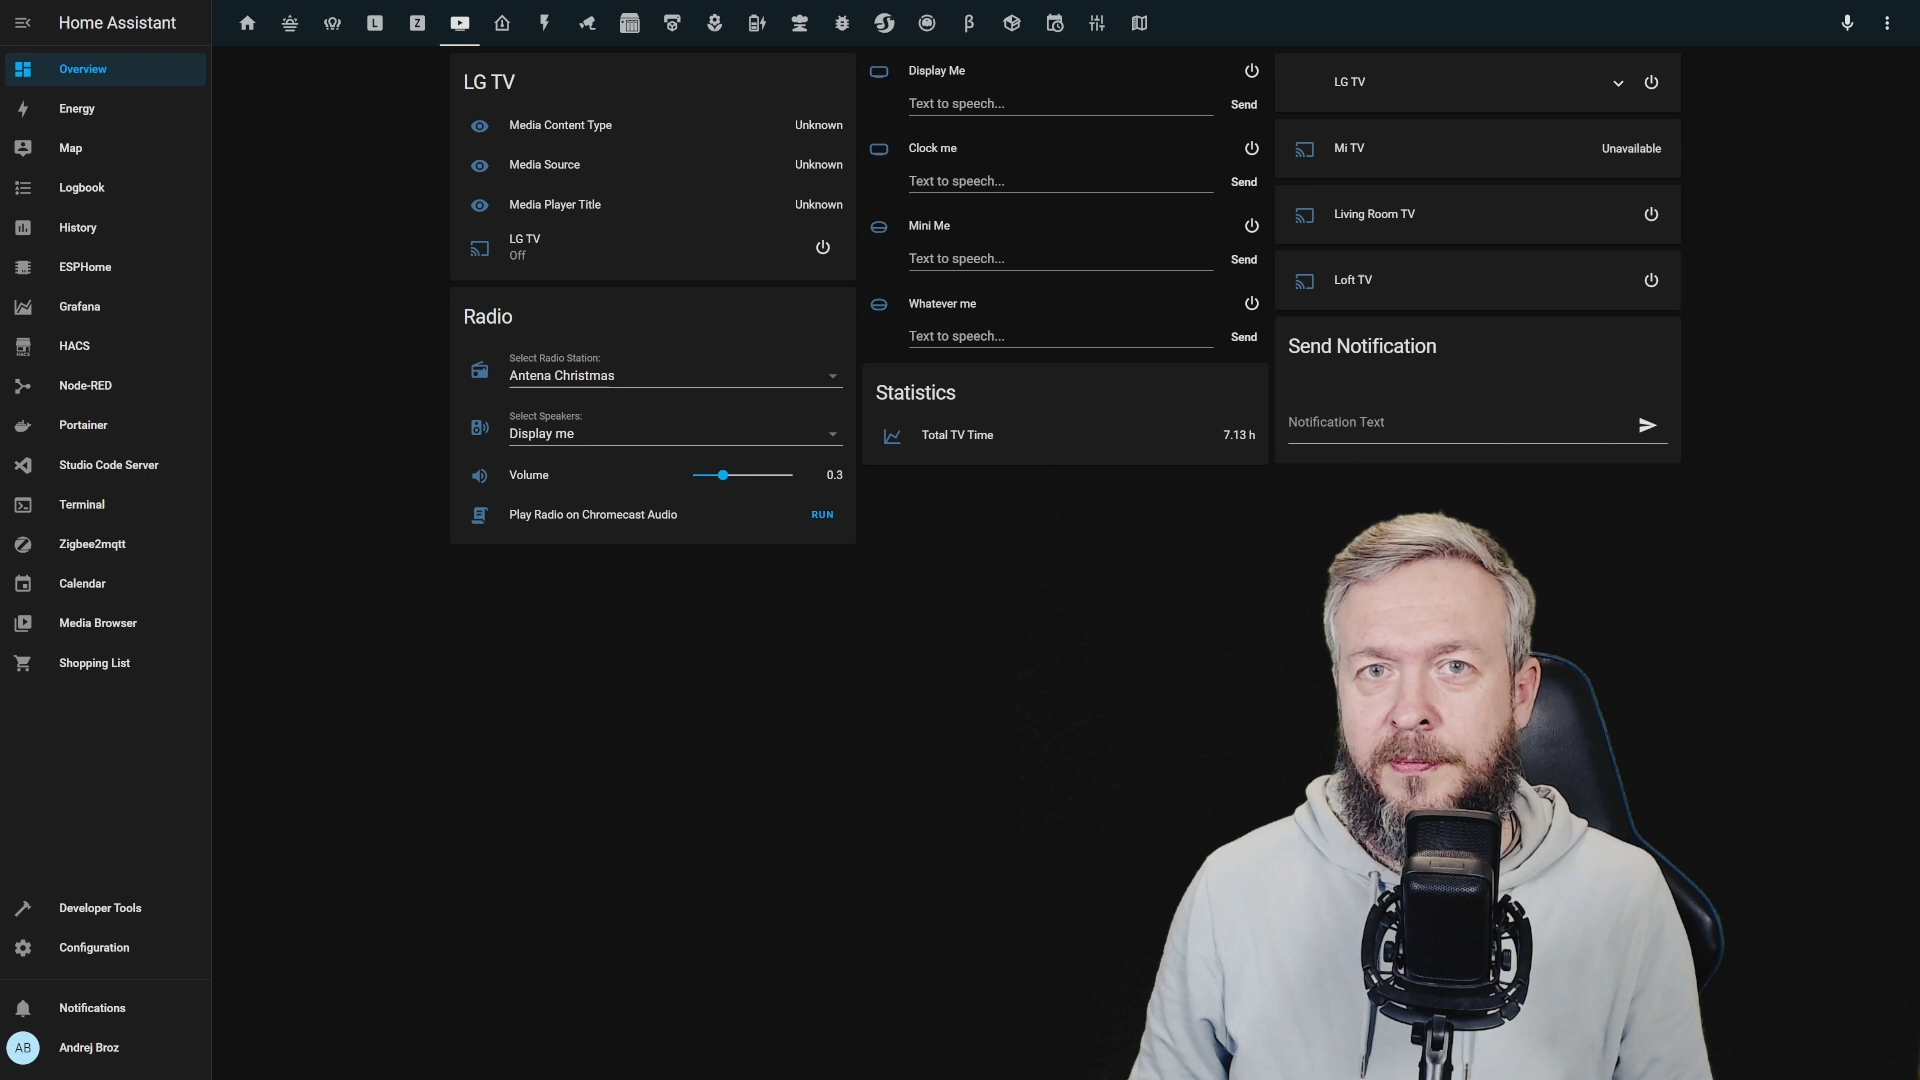 Home Assistant
L
Z
β
Overview
Energy
Map
Logbook
History
ESPHome
Grafana
HACS
HACS
Node-RED
Portainer
Studio Code Server
Terminal
Zigbee2mqtt
Calendar
Media Browser
Shopping List
Developer Tools
Configuration
Notifications
AB
Andrej Broz
LG TV
Media Content Type Unknown
Media Source Unknown
Media Player Title Unknown
LG TV
Off
Radio
Select Radio Station:
Antena Christmas
Select Speakers:
Display me
Volume 0.3
Play Radio on Chromecast Audio RUN
Display Me
Text to speech... Send
Clock me
Text to speech... Send
Mini Me
Text to speech... Send
Whatever me
Text to speech... Send
Statistics
Total TV Time 7.13 h
LG TV
Mi TV Unavailable
Living Room TV
Loft TV
Send Notification
Notification Text